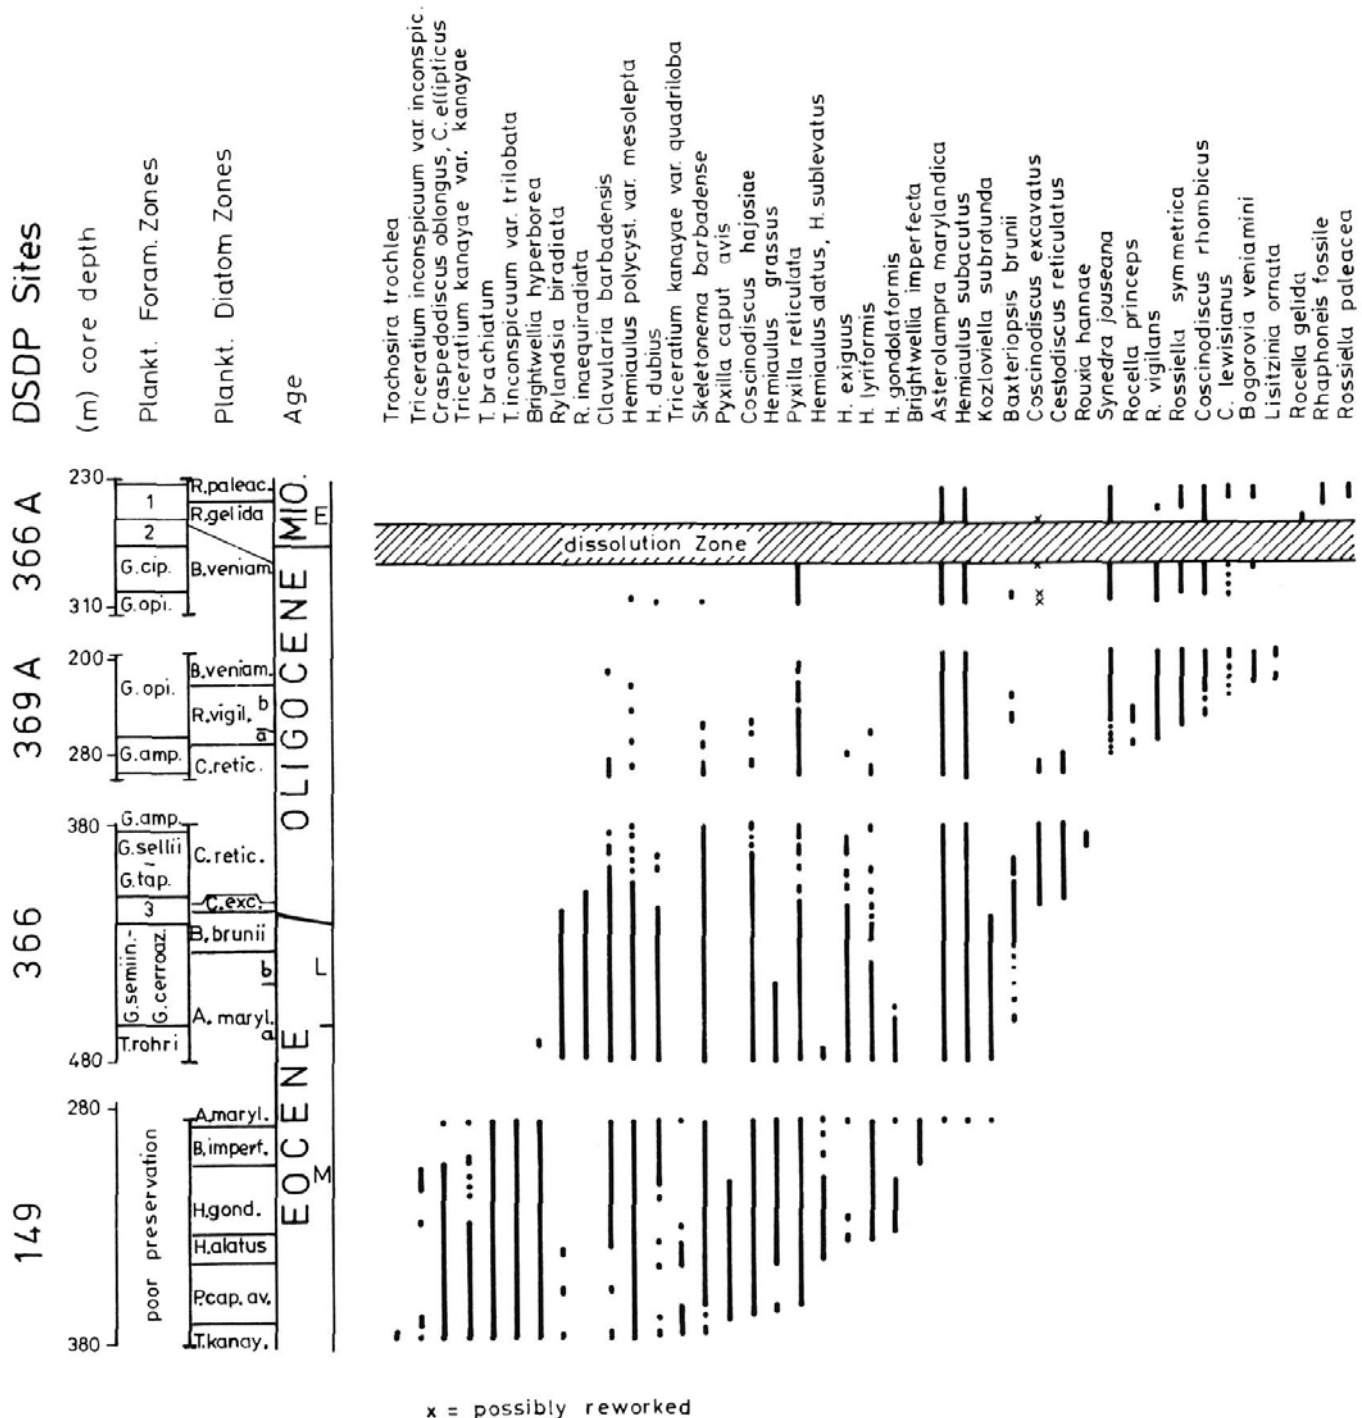 DSDP Sites
(m) core depth
Plankt. Foram. Zones
Plankt. Diatom Zones
Age
Trochosira trochlea
Triceratium inconspicuum var. inconspic.
Craspedodiscus oblongus, C. ellipticus
Triceratium kanayae var. kanayae
T. brachiatum
T. inconspicuum var. trilobata
Brightwellia hyperborea
Rylandsia biradiata
R. inaequiradiata
Clavularia barbadensis
Hemiaulus polycyst. var. mesolepta
H. dubius
Triceratium kanayae var. quadriloba
Skeletonema barbadense
Pyxilla caput avis
Coscinodiscus hajosiae
Hemiaulus grassus
Pyxilla reticulata
Hemiaulus alatus, H. sublevatus
H. exiguus
H. lyriformis
H. gondolaformis
Brightwellia imperfecta
Asterolampra marylandica
Hemiaulus subacutus
Kozloviella subrotunda
Baxteriopsis brunii
Coscinodiscus excavatus
Cestodiscus reticulatus
Rouxia hannae
Synedra jouseana
Rocella princeps
R. vigilans
Rossiella symmetrica
Coscinodiscus rhombicus
C. lewisianus
Bogorovia veniamini
Lisitzinia ornata
Rocella gelida
Rhaphoneis fossile
Rossiella paleacea
366 A
230
310
1
2
G.cip.
G.opi.
R.paleac.
R.gelida
B.veniam
MIO.
E
dissolution Zone
x
x
xx
369 A
200
280
G.opi.
G.amp.
B.veniam.
R.vigil.
b
a
C.retic.
OLIGOCENE
366
380
480
G.amp.
G.sellii
-
G.tap.
3
G.semiin.-
G.cerroaz.
T.rohri
C.retic.
C.exc.
B.brunii
b
A.maryl.
a
L
EOCENE
149
280
380
poor preservation
A.maryl.
B.imperf.
H.gond.
H.alatus
P.cap. av.
T.kanay.
M
x = possibly reworked